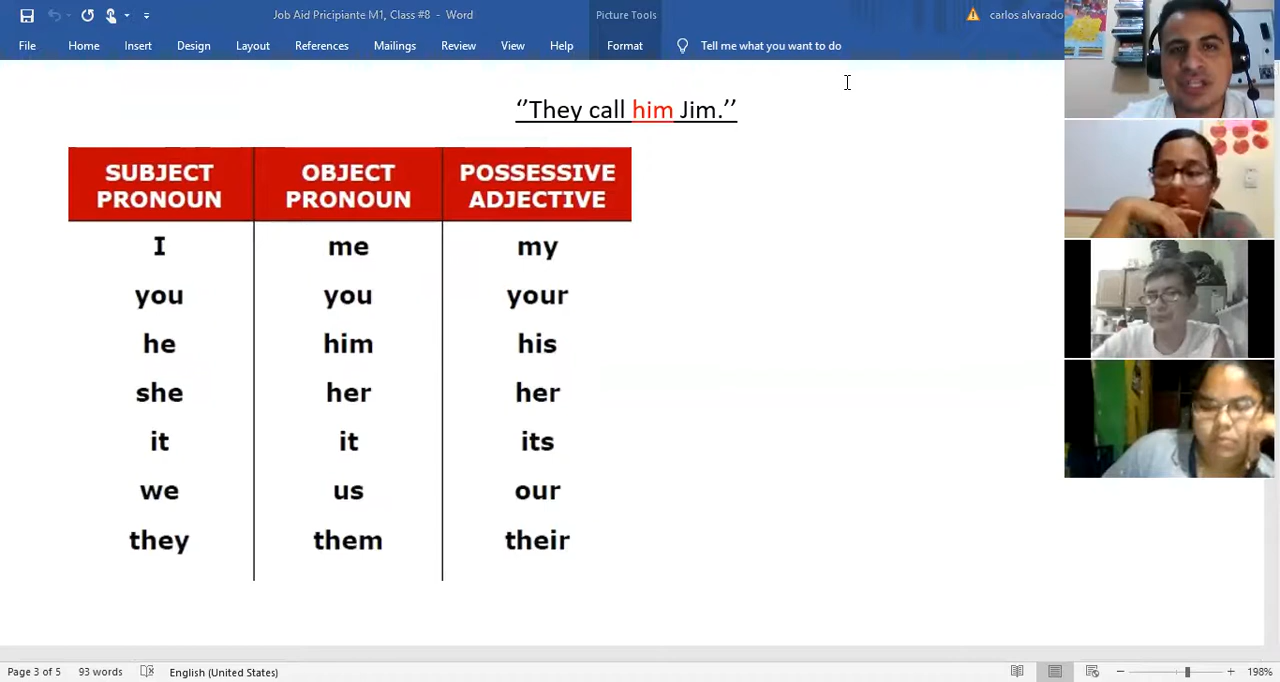 Job Aid Pricipiante M1, Class #8 - Word
Picture Tools
carlos alvarado
File Home Insert Design Layout References Mailings Review View Help Format Tell me what you want to do
‘’They call him Jim.’’
SUBJECT PRONOUN OBJECT PRONOUN POSSESSIVE ADJECTIVE
I me my
you you your
he him his
she her her
it it its
we us our
they them their
Page 3 of 5 93 words English (United States) 198%